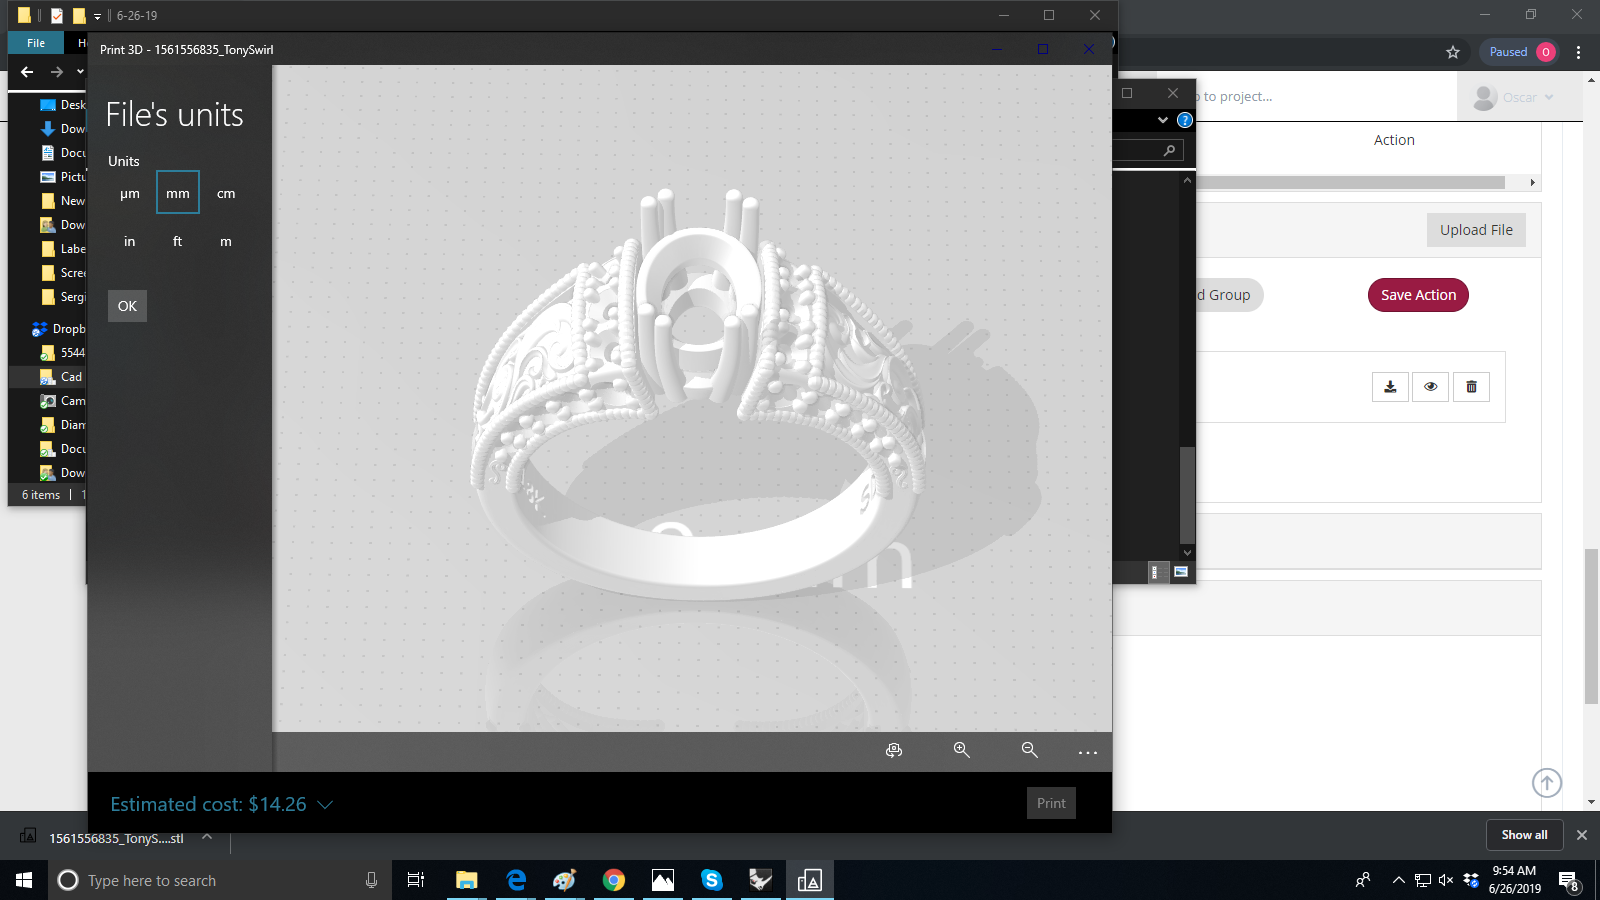 6-26-19
File
Print 3D - 1561556835_TonySwirl
Paused
0
to project...
Oscar
File's units
Units
µm
mm
cm
in
ft
m
OK
Desk
Dow
Docu
Pictu
New
Dow
Labe
Scree
Sergi
Dropb
5544
Cad
Cam
Diam
Docu
Dow
6 items
Action
Upload File
d Group
Save Action
Estimated cost: $14.26
Print
1561556835_TonyS....stl
Show all
Type here to search
9:54 AM
6/26/2019
8